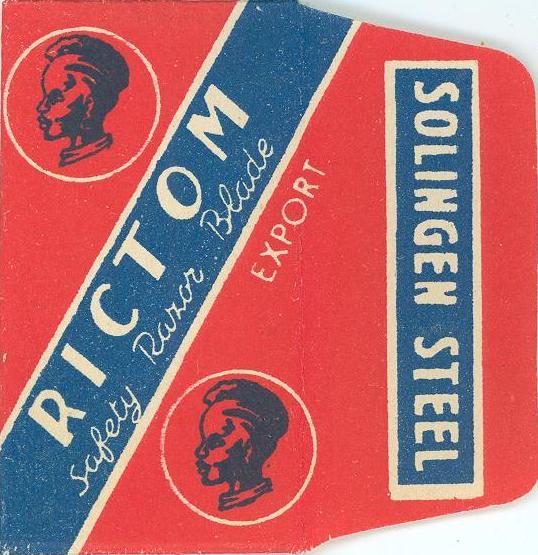 RICTOM
Safety Razor Blade
EXPORT
SOLINGEN STEEL